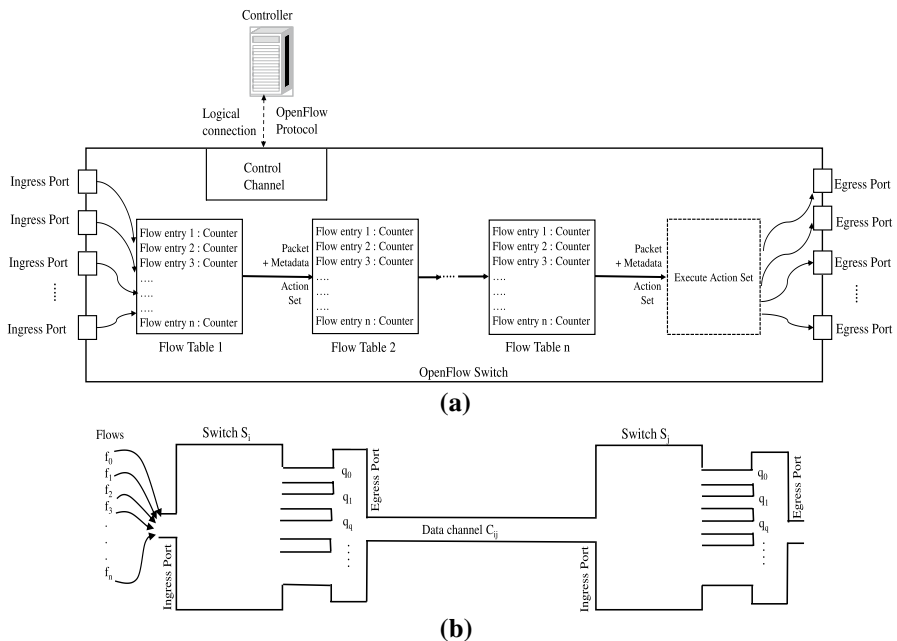 Controller
Logical connection
OpenFlow Protocol
Control Channel
Ingress Port
Ingress Port
Ingress Port
......
Ingress Port
Flow entry 1 : Counter
Flow entry 2 : Counter
Flow entry 3 : Counter
....
....
....
Flow entry n : Counter
Flow Table 1
Packet + Metadata
Action Set
Flow entry 1 : Counter
Flow entry 2 : Counter
Flow entry 3 : Counter
....
....
....
Flow entry n : Counter
Flow Table 2
....
Flow entry 1 : Counter
Flow entry 2 : Counter
Flow entry 3 : Counter
....
....
....
Flow entry n : Counter
Flow Table n
Packet + Metadata
Action Set
Execute Action Set
Egress Port
Egress Port
Egress Port
.....
Egress Port
OpenFlow Switch
(a)
Flows
f0
f1
f2
f3
.
.
.
fn
Ingress Port
Switch Si
q0
q1
qq
. . . .
Egress Port
Data channel Cij
Ingress Port
Switch Sj
q0
q1
qq
. . . .
Egress Port
(b)